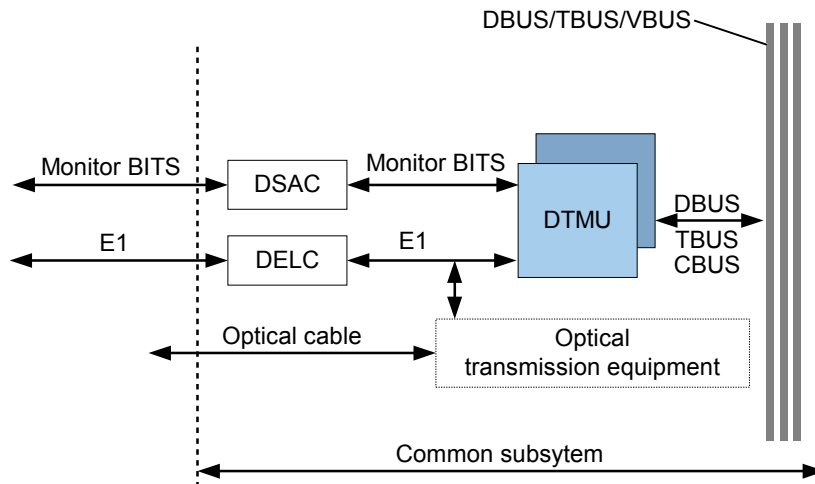 DBUS/TBUS/VBUS
Monitor BITS
DSAC
Monitor BITS
DTMU
DBUS
TBUS
CBUS
E1
DELC
E1
Optical cable
Optical
transmission equipment
Common subsytem